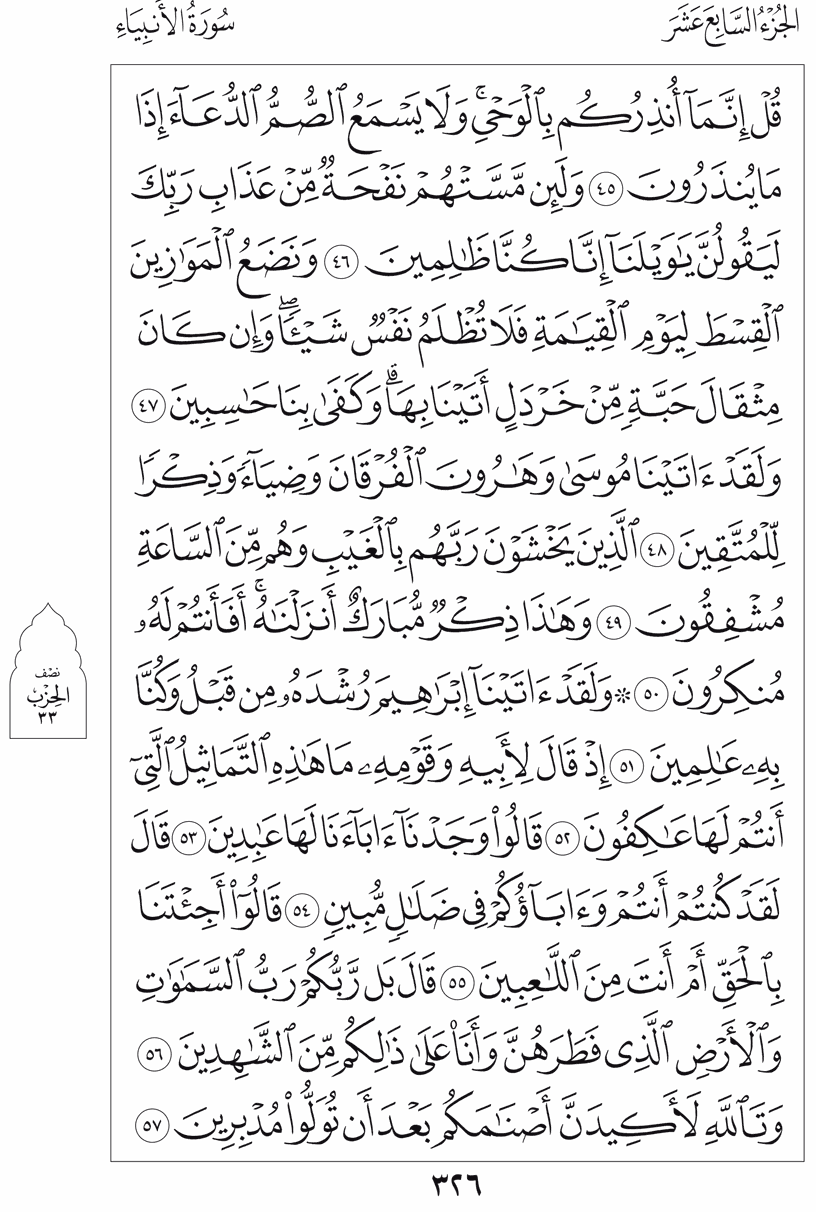 الجُزْءُ السَّابِعَ عَشَرَ
سُورَةُ الأَنبِيَاءِ
قُلۡ إِنَّمَآ أُنذِرُكُم بِٱلۡوَحۡيِۚ وَلَا يَسۡمَعُ ٱلصُّمُّ ٱلدُّعَآءَ إِذَا
مَا يُنذَرُونَ ٤٥ وَلَئِن مَّسَّتۡهُمۡ نَفۡحَةٞ مِّنۡ عَذَابِ رَبِّكَ
لَيَقُولُنَّ يَٰوَيۡلَنَآ إِنَّا كُنَّا ظَٰلِمِينَ ٤٦ وَنَضَعُ ٱلۡمَوَٰزِينَ
ٱلۡقِسۡطَ لِيَوۡمِ ٱلۡقِيَٰمَةِ فَلَا تُظۡلَمُ نَفۡسٞ شَيۡـٔٗاۖ وَإِن كَانَ
مِثۡقَالَ حَبَّةٖ مِّنۡ خَرۡدَلٍ أَتَيۡنَا بِهَاۗ وَكَفَىٰ بِنَا حَٰسِبِينَ ٤٧
وَلَقَدۡ ءَاتَيۡنَا مُوسَىٰ وَهَٰرُونَ ٱلۡفُرۡقَانَ وَضِيَآءٗ وَذِكۡرٗا
لِّلۡمُتَّقِينَ ٤٨ ٱلَّذِينَ يَخۡشَوۡنَ رَبَّهُم بِٱلۡغَيۡبِ وَهُم مِّنَ ٱلسَّاعَةِ
مُشۡفِقُونَ ٤٩ وَهَٰذَا ذِكۡرٞ مُّبَارَكٌ أَنزَلۡنَٰهُۚ أَفَأَنتُمۡ لَهُۥ
مُنكِرُونَ ٥٠ ۞ وَلَقَدۡ ءَاتَيۡنَآ إِبۡرَٰهِيمَ رُشۡدَهُۥ مِن قَبۡلُ وَكُنَّا
نصف
الحزب
٣٣
بِهِۦ عَٰلِمِينَ ٥١ إِذۡ قَالَ لِأَبِيهِ وَقَوۡمِهِۦ مَا هَٰذِهِ ٱلتَّمَاثِيلُ ٱلَّتِيٓ
أَنتُمۡ لَهَا عَٰكِفُونَ ٥٢ قَالُواْ وَجَدۡنَآ ءَابَآءَنَا لَهَا عَٰبِدِينَ ٥٣ قَالَ
لَقَدۡ كُنتُمۡ أَنتُمۡ وَءَابَآؤُكُمۡ فِي ضَلَٰلٖ مُّبِينٖ ٥٤ قَالُوٓاْ أَجِئۡتَنَا
بِٱلۡحَقِّ أَمۡ أَنتَ مِنَ ٱللَّٰعِبِينَ ٥٥ قَالَ بَل رَّبُّكُمۡ رَبُّ ٱلسَّمَٰوَٰتِ
وَٱلۡأَرۡضِ ٱلَّذِي فَطَرَهُنَّ وَأَنَا۠ عَلَىٰ ذَٰلِكُم مِّنَ ٱلشَّٰهِدِينَ ٥٦
وَتَٱللَّهِ لَأَكِيدَنَّ أَصۡنَٰمَكُم بَعۡدَ أَن تُوَلُّواْ مُدۡبِرِينَ ٥٧
٣٢٦